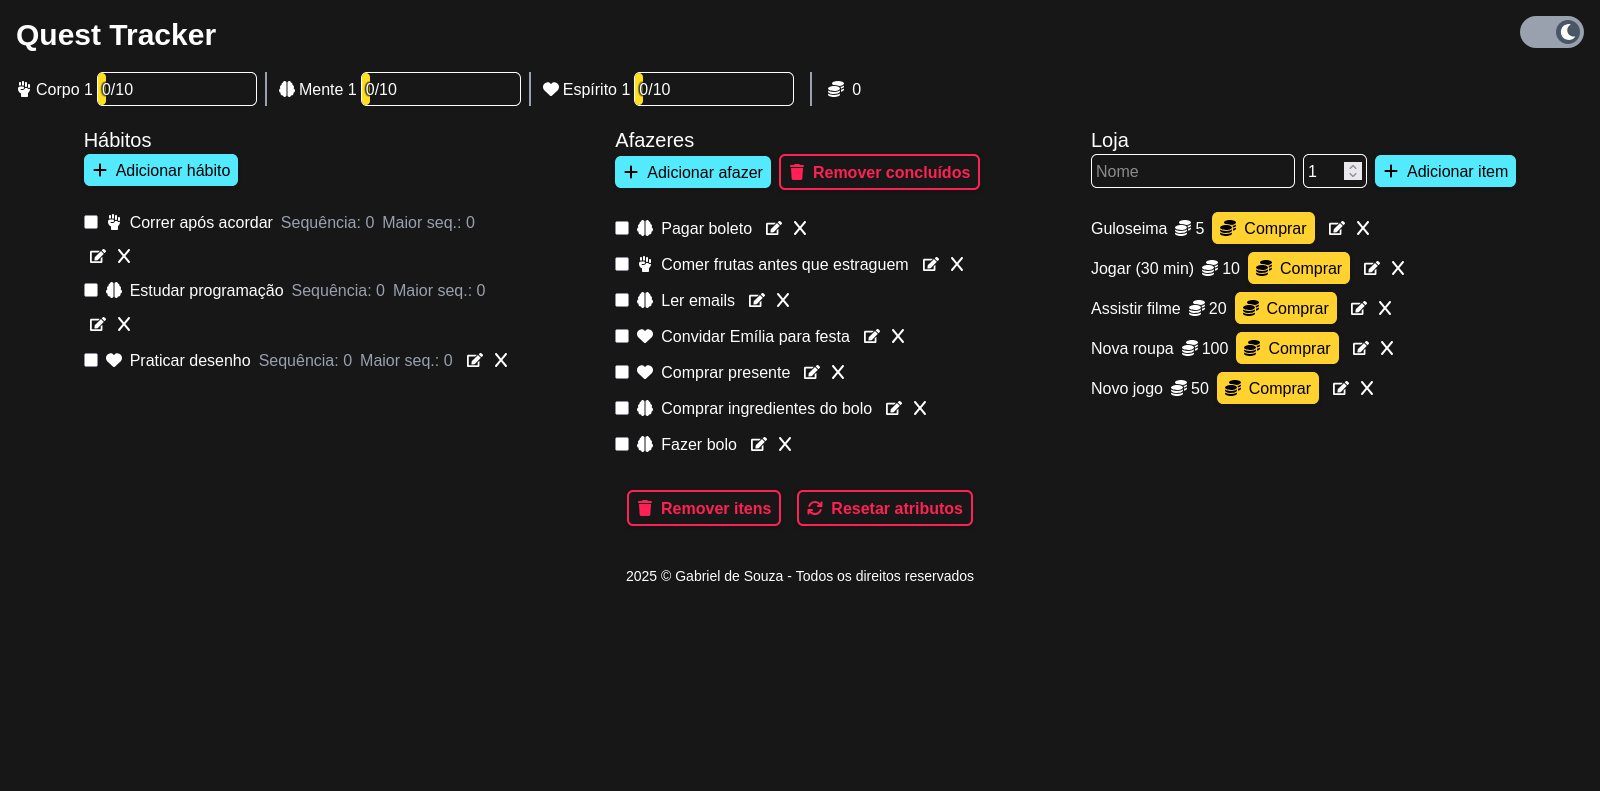 Quest Tracker
Corpo 1 0/10 Mente 1 0/10 Espírito 1 0/10 0
Hábitos
Adicionar hábito
Correr após acordar Sequência: 0 Maior seq.: 0
Estudar programação Sequência: 0 Maior seq.: 0
Praticar desenho Sequência: 0 Maior seq.: 0
Afazeres
Adicionar afazer Remover concluídos
Pagar boleto
Comer frutas antes que estraguem
Ler emails
Convidar Emília para festa
Comprar presente
Comprar ingredientes do bolo
Fazer bolo
Loja
Nome 1 Adicionar item
Guloseima 5 Comprar
Jogar (30 min) 10 Comprar
Assistir filme 20 Comprar
Nova roupa 100 Comprar
Novo jogo 50 Comprar
Remover itens Resetar atributos
2025 © Gabriel de Souza - Todos os direitos reservados